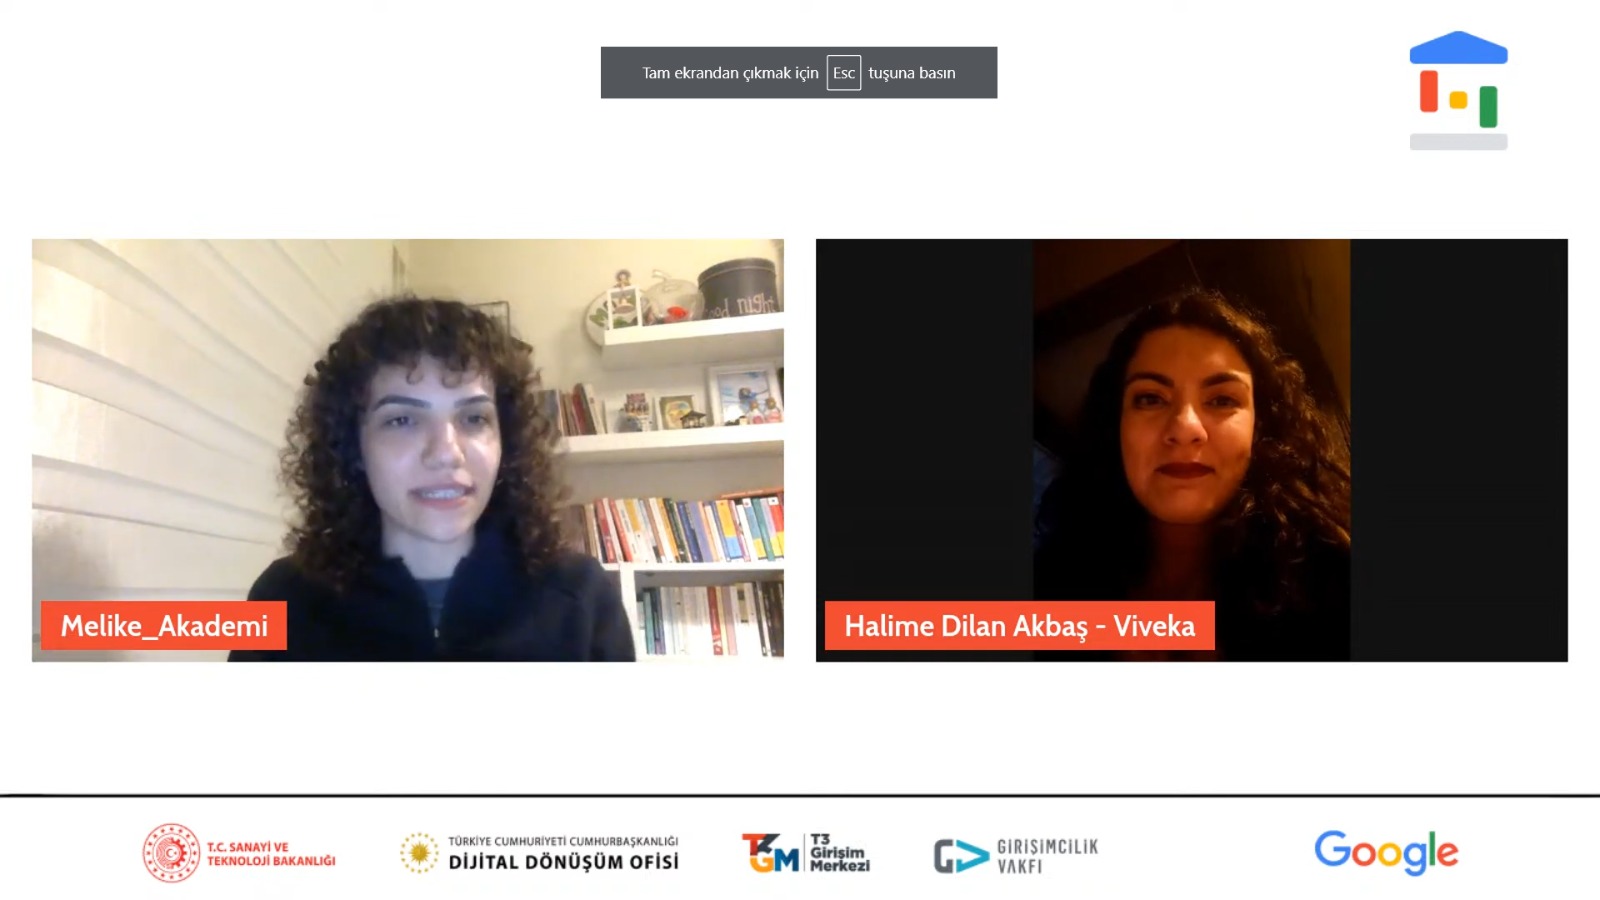 Tam ekrandan çıkmak için Esc tuşuna basın
Melike_Akademi
Halime Dilan Akbaş - Viveka
T.C. SANAYİ VE
TEKNOLOJİ BAKANLIĞI
TÜRKİYE CUMHURİYETİ CUMHURBAŞKANLIĞI
DİJİTAL DÖNÜŞÜM OFİSİ
T3GM
T3
Girişim
Merkezi
GİRİŞİMCİLİK
VAKFI
Google